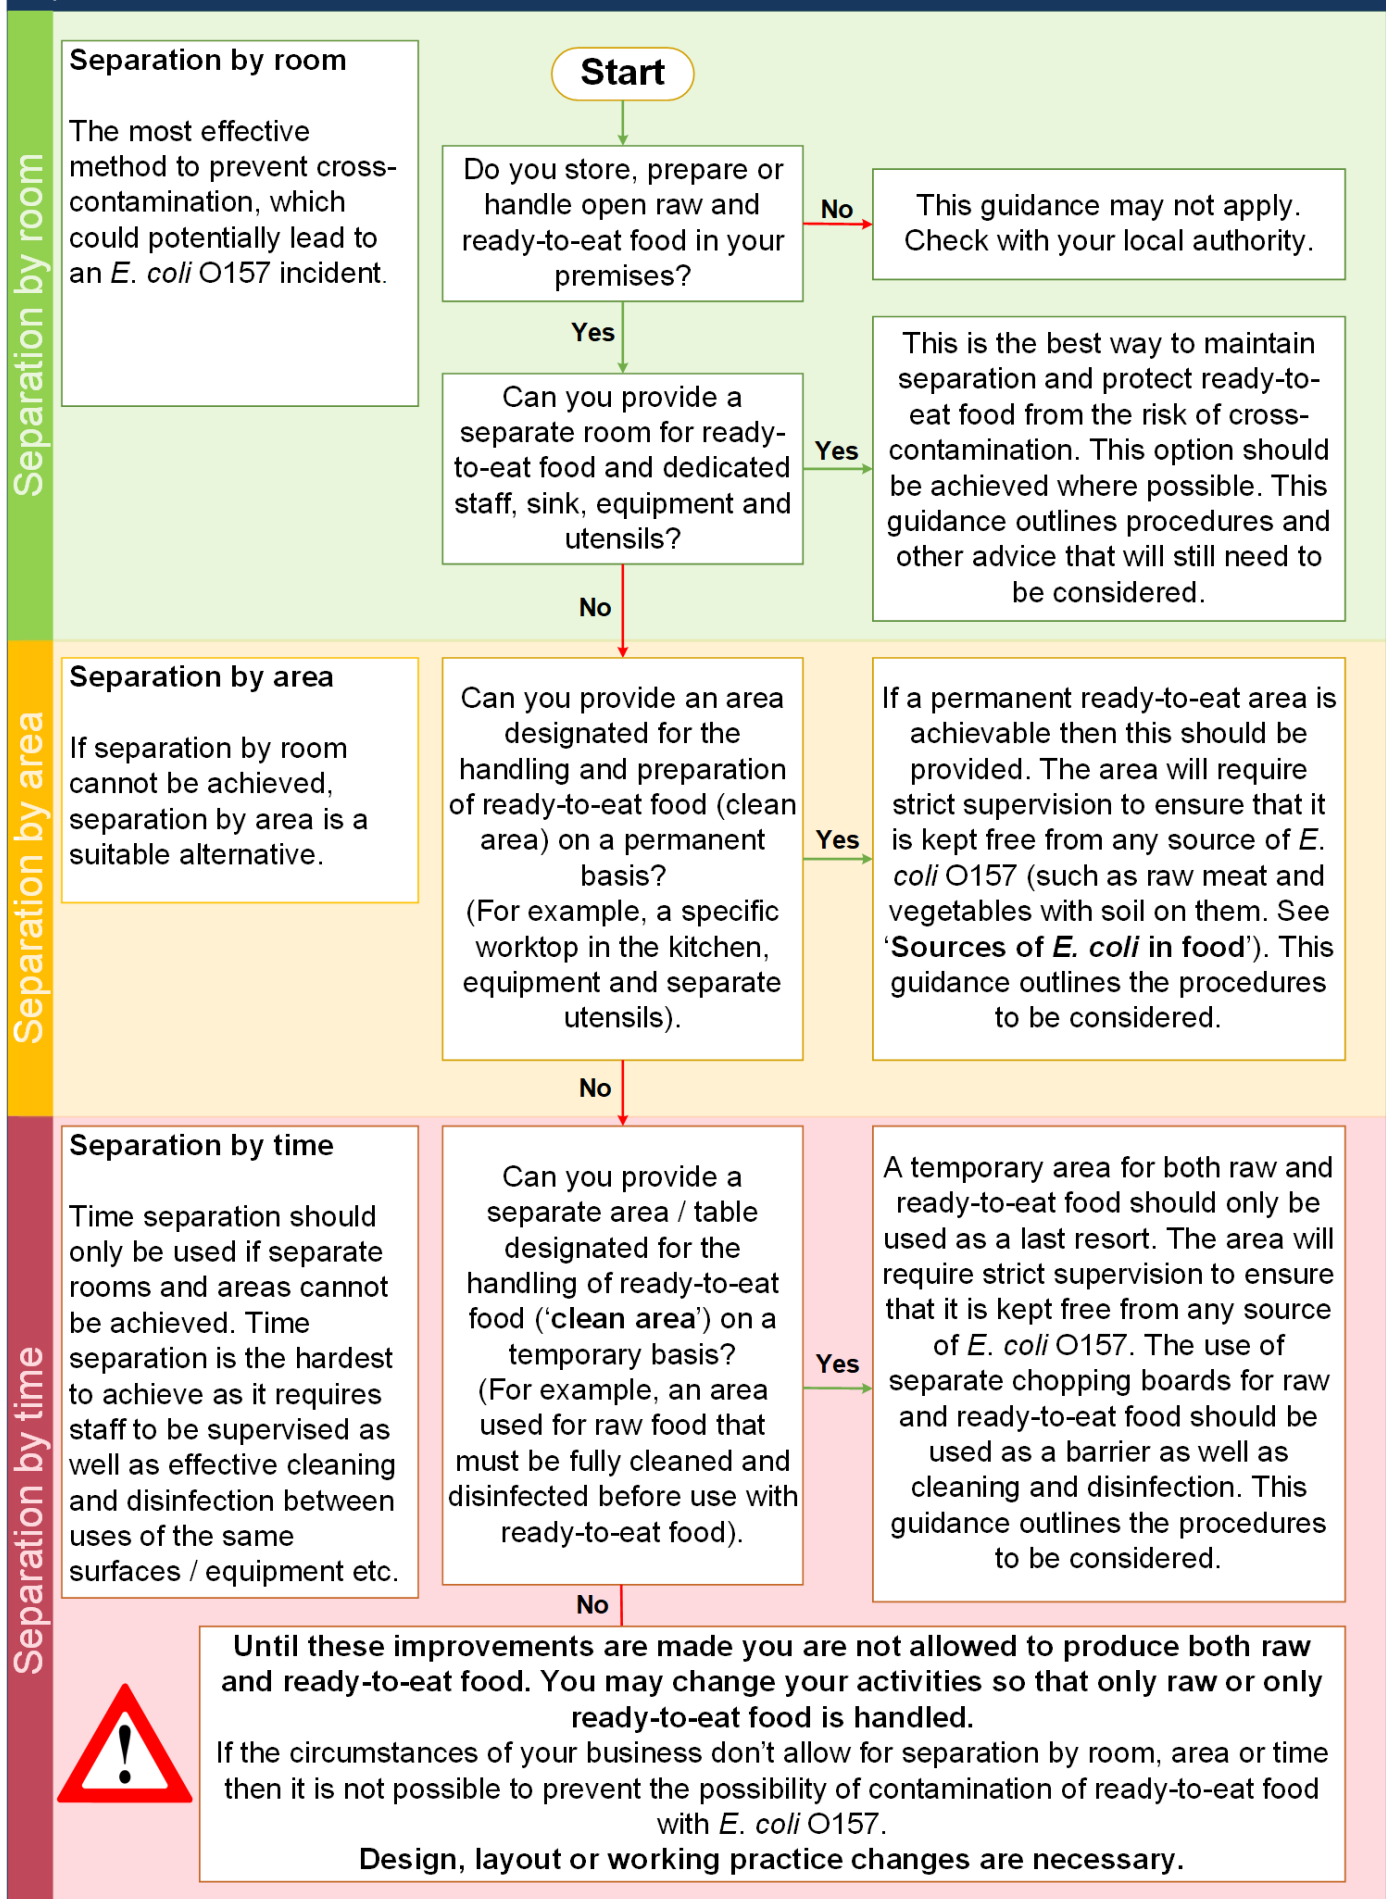 Separation by room
Separation by room
The most effective
method to prevent cross-
contamination, which
could potentially lead to
an E. coli O157 incident.
Start
Do you store, prepare or
handle open raw and
ready-to-eat food in your
premises?
No
This guidance may not apply.
Check with your local authority.
Yes
Can you provide a
separate room for ready-
to-eat food and dedicated
staff, sink, equipment and
utensils?
Yes
This is the best way to maintain
separation and protect ready-to-
eat food from the risk of cross-
contamination. This option should
be achieved where possible. This
guidance outlines procedures and
other advice that will still need to
be considered.
No
Separation by area
Separation by area
If separation by room
cannot be achieved,
separation by area is a
suitable alternative.
Can you provide an area
designated for the
handling and preparation
of ready-to-eat food (clean
area) on a permanent
basis?
(For example, a specific
worktop in the kitchen,
equipment and separate
utensils).
Yes
If a permanent ready-to-eat area is
achievable then this should be
provided. The area will require
strict supervision to ensure that it
is kept free from any source of E.
coli O157 (such as raw meat and
vegetables with soil on them. See
‘Sources of E. coli in food’). This
guidance outlines the procedures
to be considered.
No
Separation by time
Separation by time
Time separation should
only be used if separate
rooms and areas cannot
be achieved. Time
separation is the hardest
to achieve as it requires
staff to be supervised as
well as effective cleaning
and disinfection between
uses of the same
surfaces / equipment etc.
Can you provide a
separate area / table
designated for the
handling of ready-to-eat
food (‘clean area’) on a
temporary basis?
(For example, an area
used for raw food that
must be fully cleaned and
disinfected before use with
ready-to-eat food).
Yes
A temporary area for both raw and
ready-to-eat food should only be
used as a last resort. The area will
require strict supervision to ensure
that it is kept free from any source
of E. coli O157. The use of
separate chopping boards for raw
and ready-to-eat food should be
used as a barrier as well as
cleaning and disinfection. This
guidance outlines the procedures
to be considered.
No
!
Until these improvements are made you are not allowed to produce both raw
and ready-to-eat food. You may change your activities so that only raw or only
ready-to-eat food is handled.
If the circumstances of your business don’t allow for separation by room, area or time
then it is not possible to prevent the possibility of contamination of ready-to-eat food
with E. coli O157.
Design, layout or working practice changes are necessary.